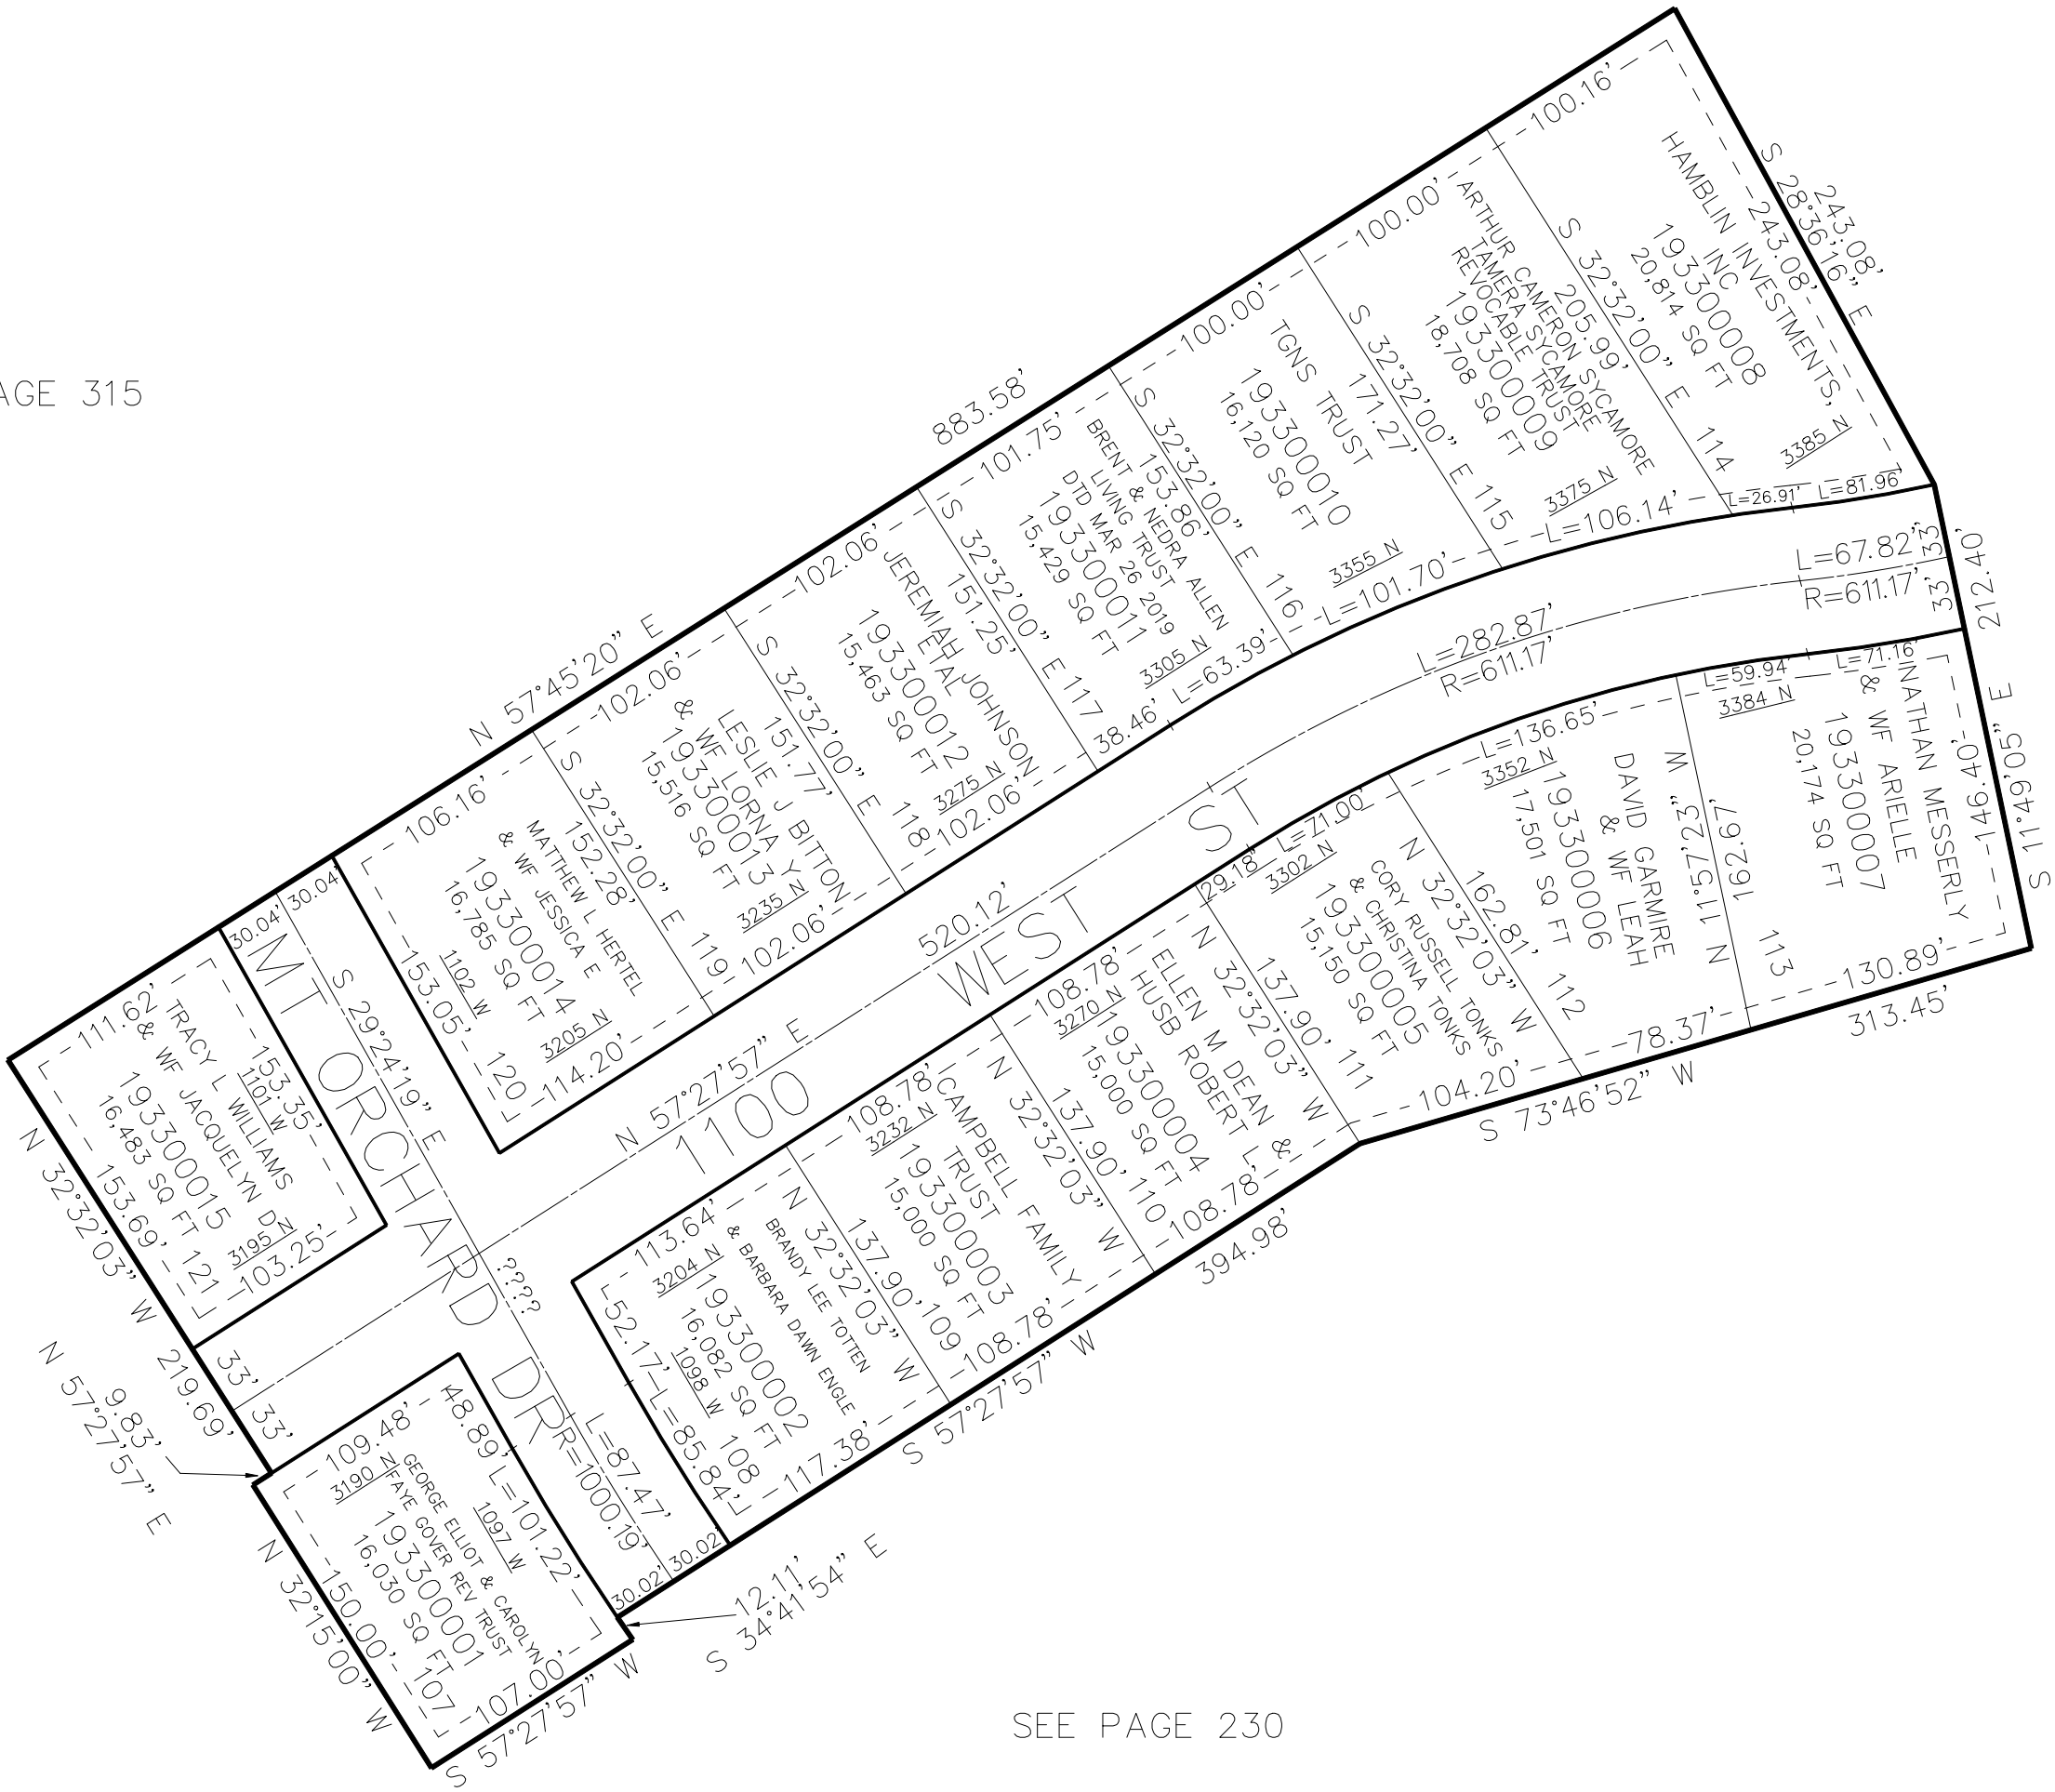 AGE 315
SEE PAGE 230
N 57°45'20" E
883.58'
S 28°36'16" E
243.08'
212.40'
S 11°49'05" E
313.45'
S 73°46'52" W
394.98'
S 57°27'57" W
12.11'
S 34°41'54" E
S 57°27'57" W
N 32°15'00" W
9.83'
N 57°27'57" E
N 32°32'03" W
219.69'
1100
WEST
ST
N 57°27'57" E
520.12'
L=282.87'
R=611.17'
L=67.82'
R=611.17'
33'
33'
33'
33'
MT ORCHARD DR
S 29°24'19" E
????
L=87.47'
R=1000.19'
30.04'
30.04'
30.02'
30.02'
100.16'
243.08'
HAMBLIN INVESTMENTS,
INC
193300008
20,814 SQ FT
3385 N
L=26.91'
L=81.96'
114
S 32°32'00" E
205.99'
100.00'
ARTHUR CAMERON SYCAMORE
TAMERA SYCAMORE
REVOCABLE TRUST
193300009
18,708 SQ FT
3375 N
L=106.14'
115
S 32°32'00" E
171.27'
100.00'
TGNS TRUST
193300010
16,120 SQ FT
3355 N
L=101.70'
116
S 32°32'00" E
153.86'
101.75'
BRENT & NEDRA ALLEN
LIVING TRUST
DTD MAR 26 2019
193300011
15,429 SQ FT
3305 N
38.46'
L=63.39'
117
S 32°32'00" E
151.25'
102.06'
JEREMIAH JOHNSON
ETAL
193300012
15,463 SQ FT
3275 N
102.06'
118
S 32°32'00" E
151.77'
102.06'
LESLIE J BITTON
& WF LORNA Y
193300013
15,516 SQ FT
3235 N
102.06'
119
S 32°32'00" E
152.28'
106.16'
MATTHEW L HERTEL
& WF JESSICA E
193300014
16,785 SQ FT
1102 W
3205 N
153.05'
120
114.20'
111.62'
153.35'
1101 W
TRACY L WILLIAMS
& WF JACQUELYN D
193300015
16,483 SQ FT
3195 N
153.69'
121
103.25'
109.48'
3190 N
48.89'
L=101.22'
1097 W
GEORGE ELLIOT & CAROLYN
FAYE GOVER REV TRUST
193300001
16,030 SQ FT
150.00'
107
107.00'
113.64'
3204 N
52.17'
L=85.84'
BRANDY LEE TOTTEN
& BARBARA DAWN ENGLE
193300002
16,082 SQ FT
1098 W
108
117.38'
N 32°32'03" W
137.90'
108.78'
3232 N
CAMPBELL FAMILY
TRUST
193300003
15,000 SQ FT
109
108.78'
N 32°32'03" W
137.90'
108.78'
3270 N
ELLEN M DEAN &
HUSB ROBERT L
193300004
15,000 SQ FT
110
108.78'
N 32°32'03" W
137.90'
29.18'
L=71.00'
3302 N
CORY RUSSELL TONKS
& CHRISTINA TONKS
193300005
15,150 SQ FT
111
104.20'
N 32°32'03" W
162.81'
L=136.65'
3352 N
DAVID GARMIRE
& WF LEAH
193300006
17,501 SQ FT
112
78.37'
N 11°57'23" W
162.67'
L=59.94'
L=71.16'
3384 N
NATHAN MESSERLY
& WF ARIELLE
193300007
20,174 SQ FT
146.40'
113
130.89'